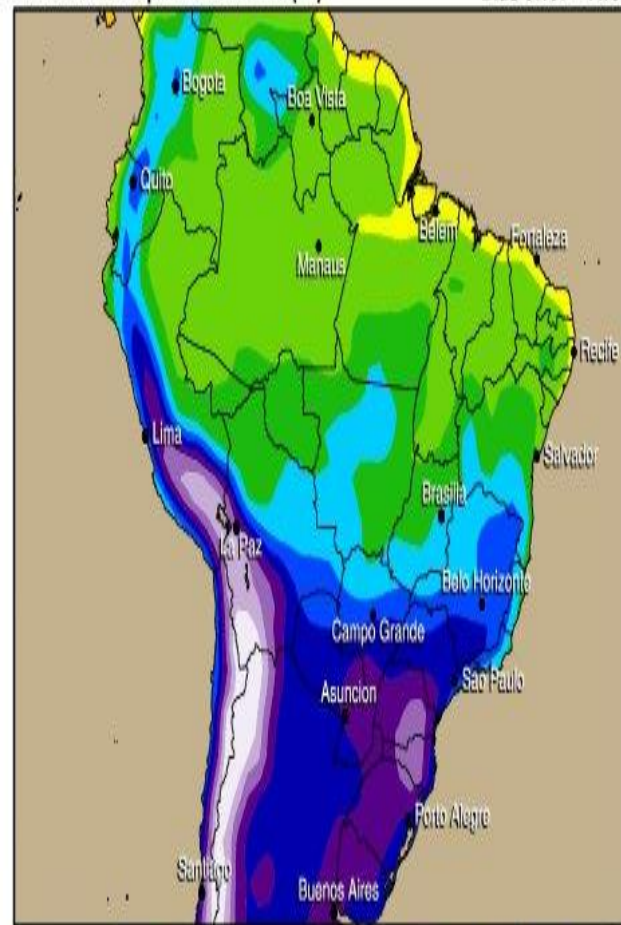 Bogota
Boa Vista
Quito
Belem
Fortaleza
Manaus
Recife
Lima
Salvador
Brasilia
La Paz
Belo Horizonte
Campo Grande
Sao Paulo
Asuncion
Porto Alegre
Santiago
Buenos Aires